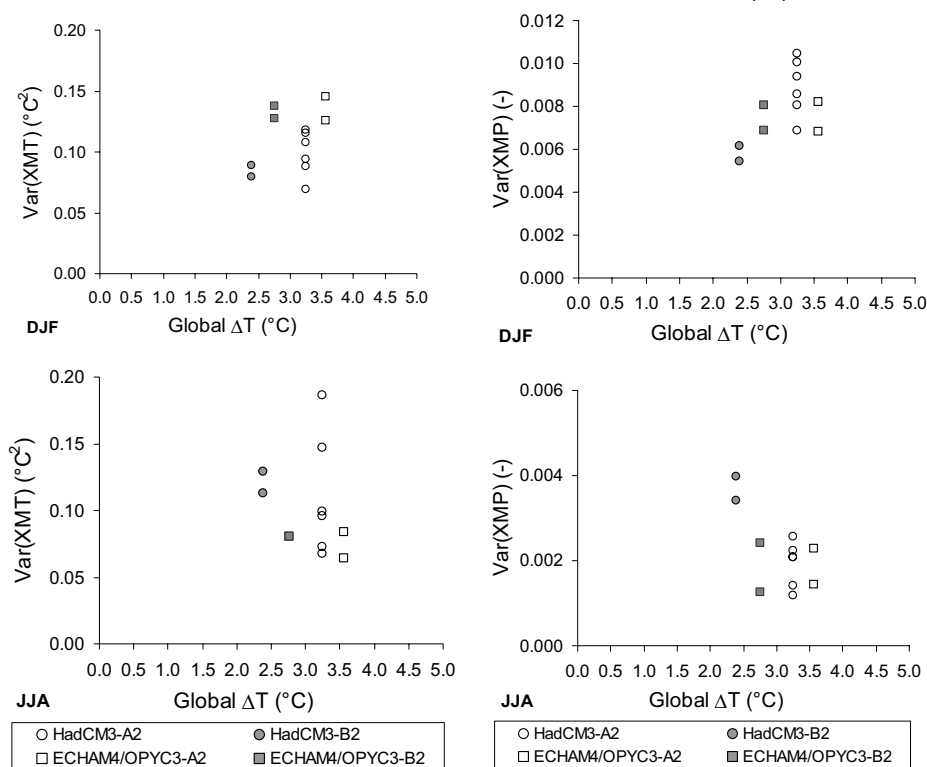 0.20
0.15
0.10
0.05
0.00
Var(XMT) (°C²)
0.0 0.5 1.0 1.5 2.0 2.5 3.0 3.5 4.0 4.5 5.0
DJF
Global ΔT (°C)
0.012
0.010
0.008
0.006
0.004
0.002
0.000
Var(XMP) (-)
0.0 0.5 1.0 1.5 2.0 2.5 3.0 3.5 4.0 4.5 5.0
DJF
Global ΔT (°C)
0.20
0.15
0.10
0.05
0.00
Var(XMT) (°C²)
0.0 0.5 1.0 1.5 2.0 2.5 3.0 3.5 4.0 4.5 5.0
JJA
Global ΔT (°C)
HadCM3-A2
HadCM3-B2
ECHAM4/OPYC3-A2
ECHAM4/OPYC3-B2
0.006
0.004
0.002
0.000
Var(XMP) (-)
0.0 0.5 1.0 1.5 2.0 2.5 3.0 3.5 4.0 4.5 5.0
JJA
Global ΔT (°C)
HadCM3-A2
HadCM3-B2
ECHAM4/OPYC3-A2
ECHAM4/OPYC3-B2